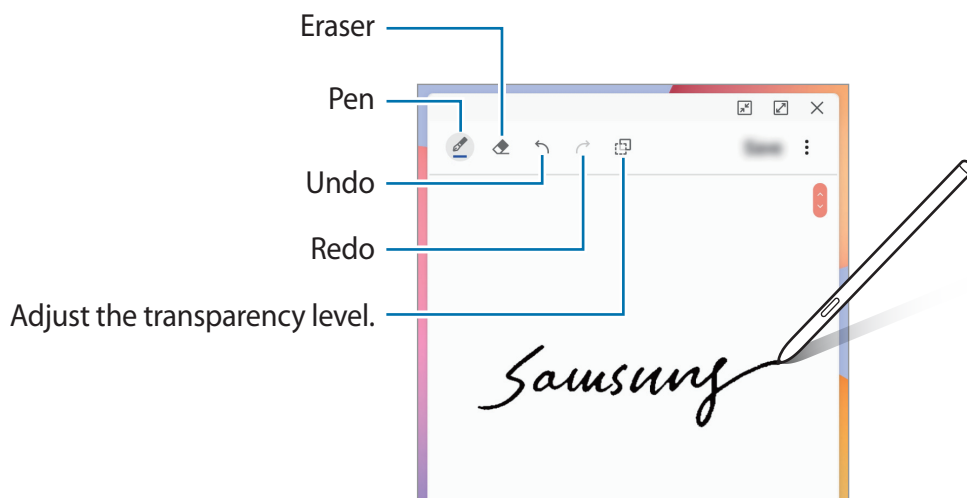 Eraser
Pen
Undo
Redo
Adjust the transparency level.
Samsung